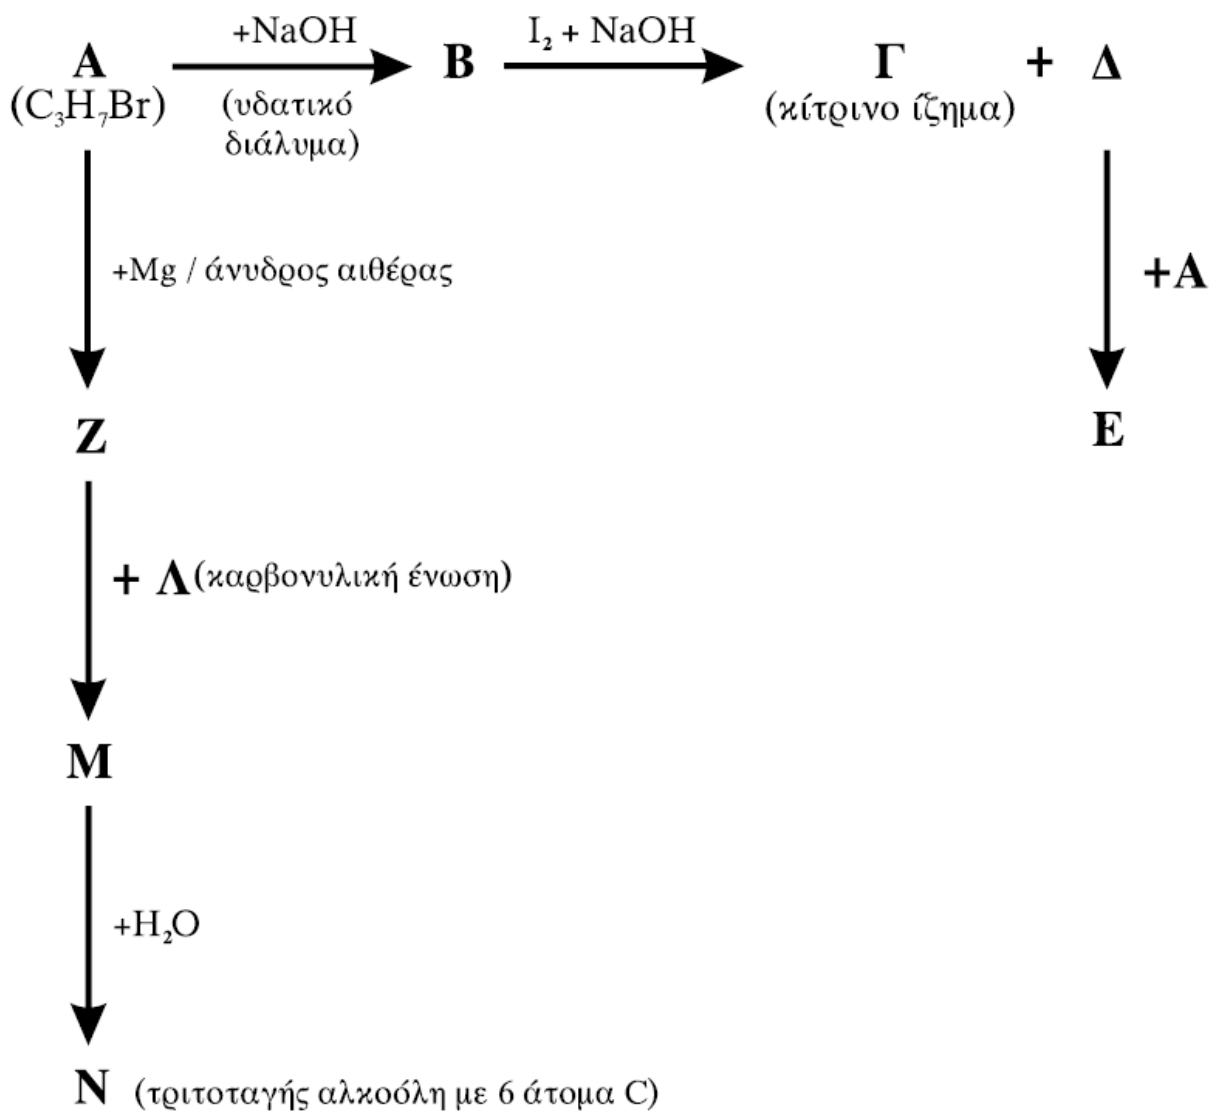 +NaOH
I₂ + NaOH
Α
Β
Γ
+ Δ
(C₃H₇Br)
(υδατικό
διάλυμα)
(κίτρινο ίζημα)
+Mg / άνυδρος αιθέρας
+Α
Ζ
Ε
+ Λ(καρβονυλική ένωση)
Μ
+H₂O
Ν (τριτοταγής αλκοόλη με 6 άτομα C)